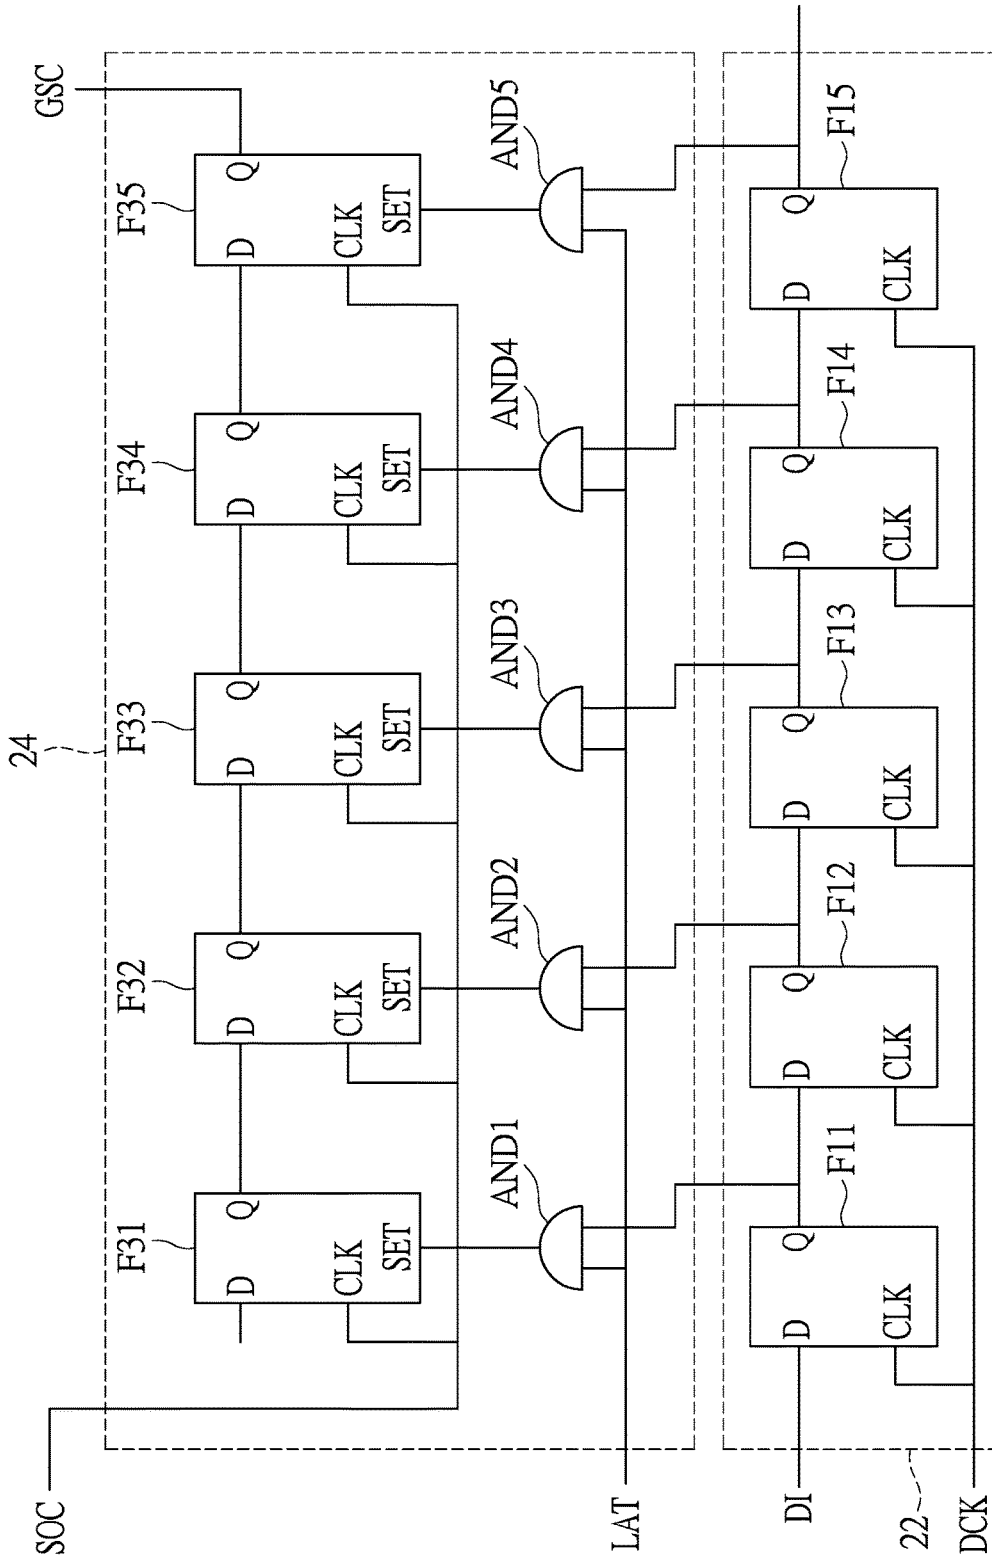 24
SOC
GSC
F31
F32
F33
F34
F35
D
Q
CLK
SET
D
Q
CLK
SET
D
Q
CLK
SET
D
Q
CLK
SET
D
Q
CLK
SET
AND1
AND2
AND3
AND4
AND5
LAT
F11
F12
F13
F14
F15
DI
D
Q
CLK
D
Q
CLK
D
Q
CLK
D
Q
CLK
D
Q
CLK
22
DCK